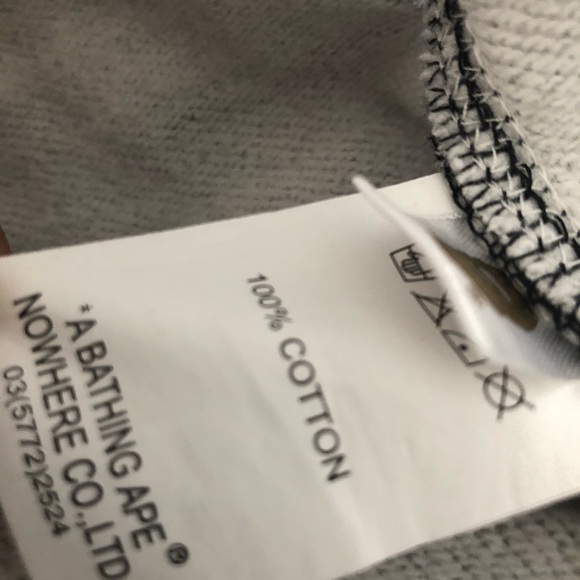 100% COTTON
*A BATHING APE®
NOWHERE CO.,LTD
03(5772)2524